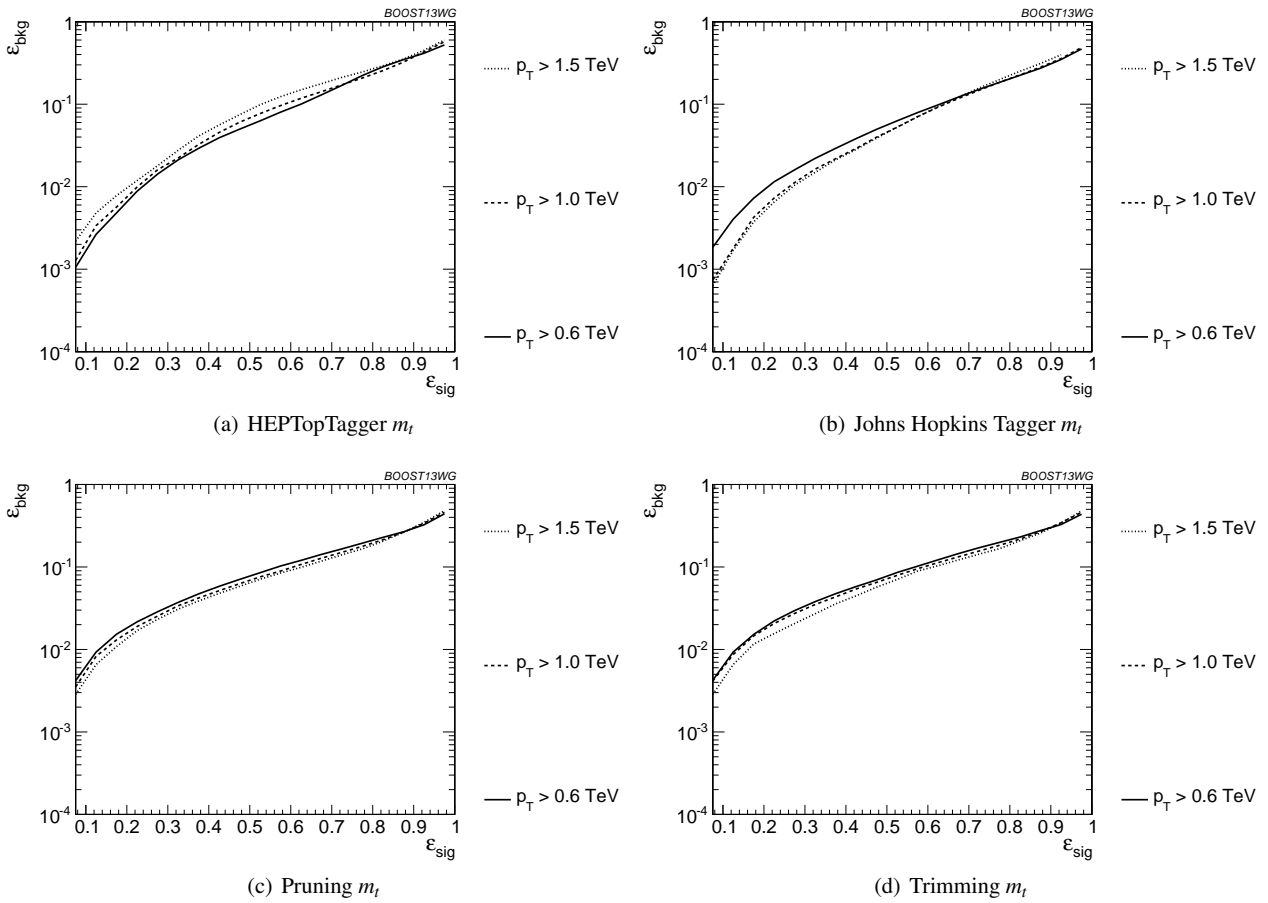 BOOST13WG
ε_bkg
1
10^-1
10^-2
10^-3
10^-4
0.1 0.2 0.3 0.4 0.5 0.6 0.7 0.8 0.9 1
ε_sig
p_T > 1.5 TeV
p_T > 1.0 TeV
p_T > 0.6 TeV
(a) HEPTopTagger m_t
BOOST13WG
ε_bkg
1
10^-1
10^-2
10^-3
10^-4
0.1 0.2 0.3 0.4 0.5 0.6 0.7 0.8 0.9 1
ε_sig
p_T > 1.5 TeV
p_T > 1.0 TeV
p_T > 0.6 TeV
(b) Johns Hopkins Tagger m_t
BOOST13WG
ε_bkg
1
10^-1
10^-2
10^-3
10^-4
0.1 0.2 0.3 0.4 0.5 0.6 0.7 0.8 0.9 1
ε_sig
p_T > 1.5 TeV
p_T > 1.0 TeV
p_T > 0.6 TeV
(c) Pruning m_t
BOOST13WG
ε_bkg
1
10^-1
10^-2
10^-3
10^-4
0.1 0.2 0.3 0.4 0.5 0.6 0.7 0.8 0.9 1
ε_sig
p_T > 1.5 TeV
p_T > 1.0 TeV
p_T > 0.6 TeV
(d) Trimming m_t